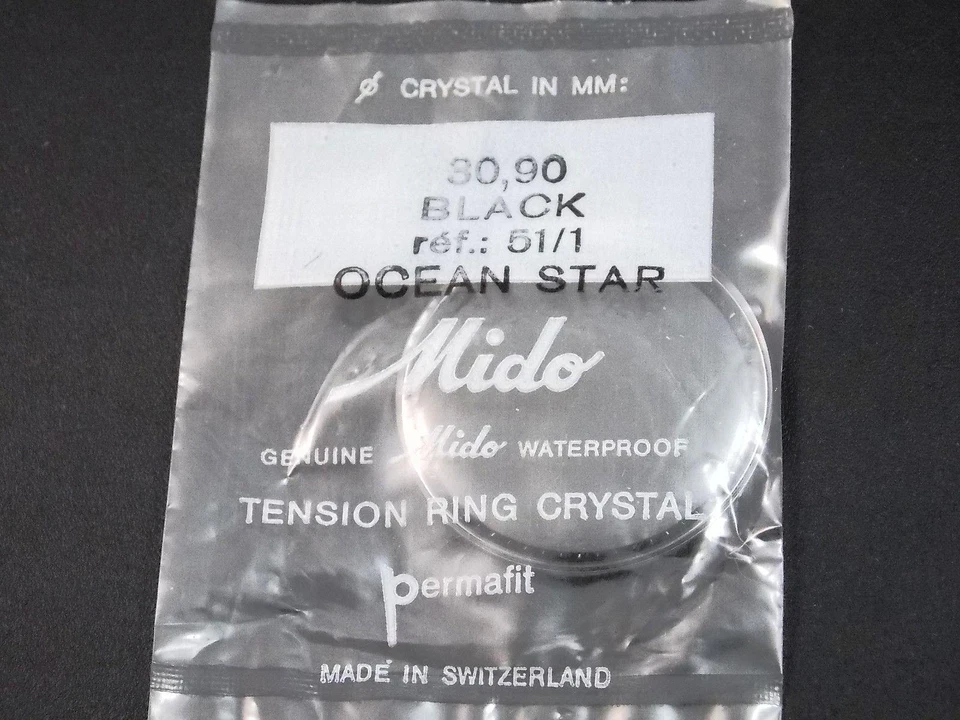 ø CRYSTAL IN MM:
30,90
BLACK
réf.: 51/1
OCEAN STAR
Mido
GENUINE Mido WATERPROOF
TENSION RING CRYSTAL
permafit
MADE IN SWITZERLAND